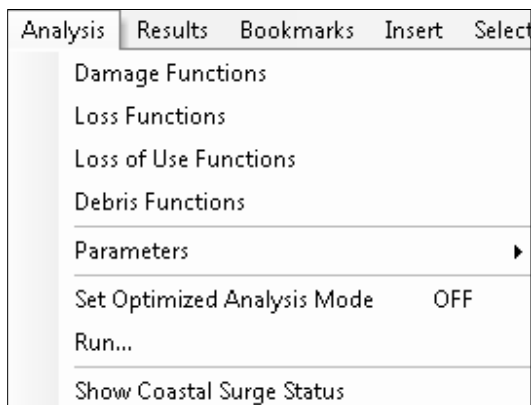 Analysis Results Bookmarks Insert Select
Damage Functions
Loss Functions
Loss of Use Functions
Debris Functions
Parameters
Set Optimized Analysis Mode OFF
Run...
Show Coastal Surge Status